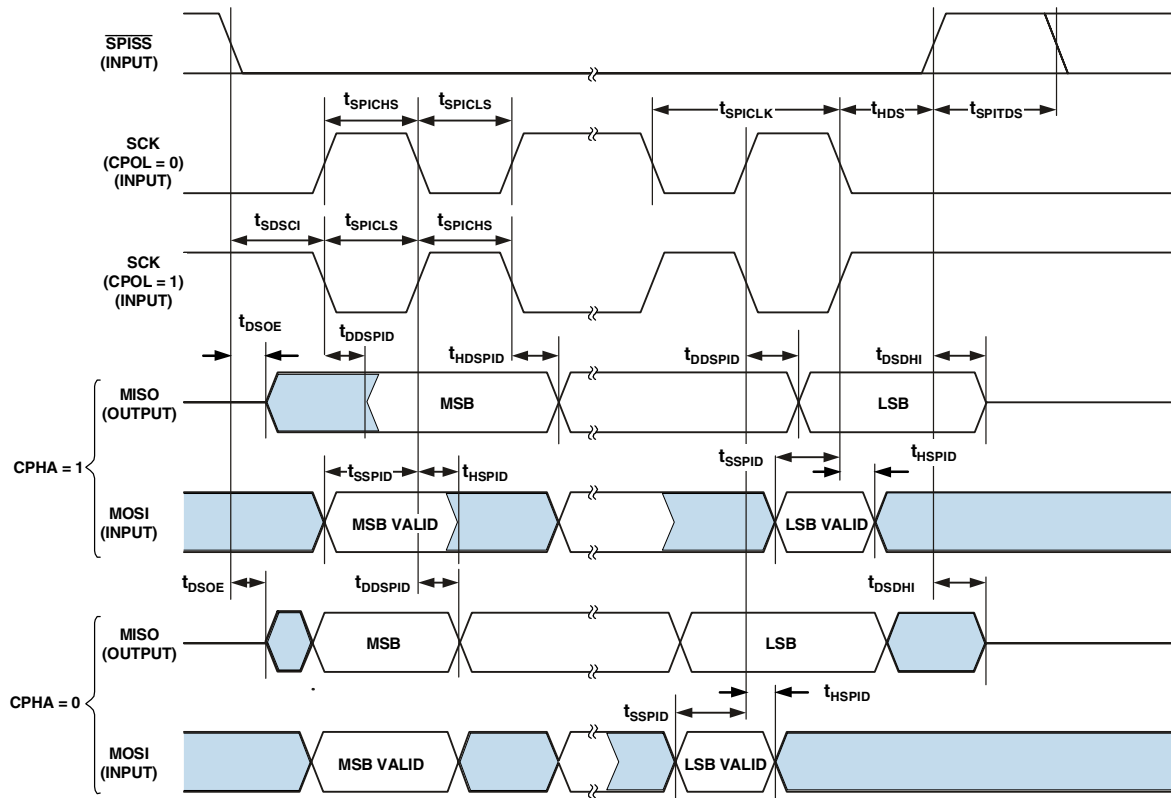 SPISS
(INPUT)
tSPICHS
tSPICLS
tSPICLK
tHDS
tSPITDS
SCK
(CPOL = 0)
(INPUT)
tSDSCI
tSPICLS
tSPICHS
SCK
(CPOL = 1)
(INPUT)
tDSOE
tDDSPID
tHDSPID
tDDSPID
tDSDHI
MISO
(OUTPUT)
MSB
LSB
CPHA = 1
tSSPID
tHSPID
tSSPID
tHSPID
MOSI
(INPUT)
MSB VALID
LSB VALID
tDSOE
tDDSPID
tDSDHI
MISO
(OUTPUT)
MSB
LSB
CPHA = 0
tSSPID
tHSPID
MOSI
(INPUT)
MSB VALID
LSB VALID